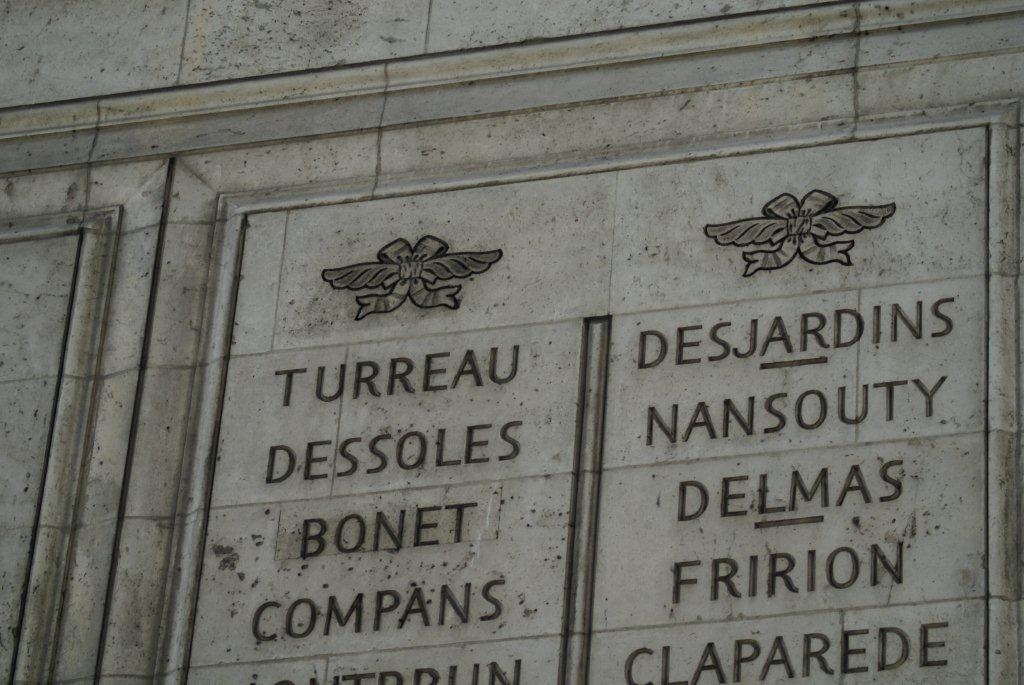 TURREAU
DESSOLES
BONET
COMPANS
DESJARDINS
NANSOUTY
DELMAS
FRIRION
CLAPAREDE